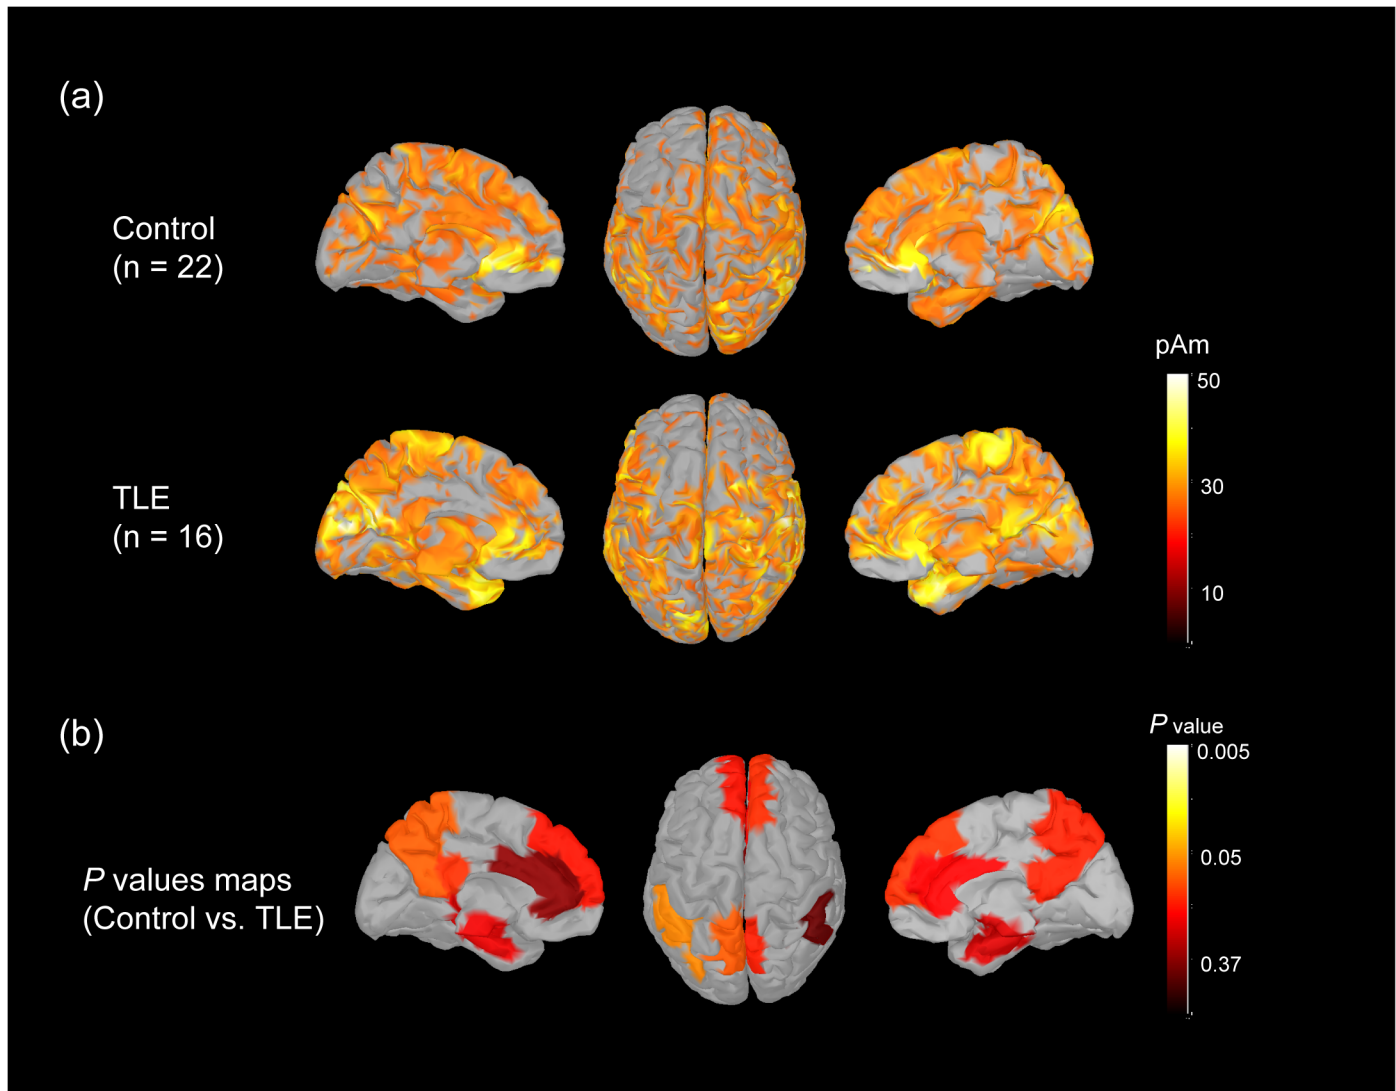 (a)
Control
(n = 22)
pAm
50
30
10
TLE
(n = 16)
(b)
P value
0.005
0.05
0.37
P values maps
(Control vs. TLE)